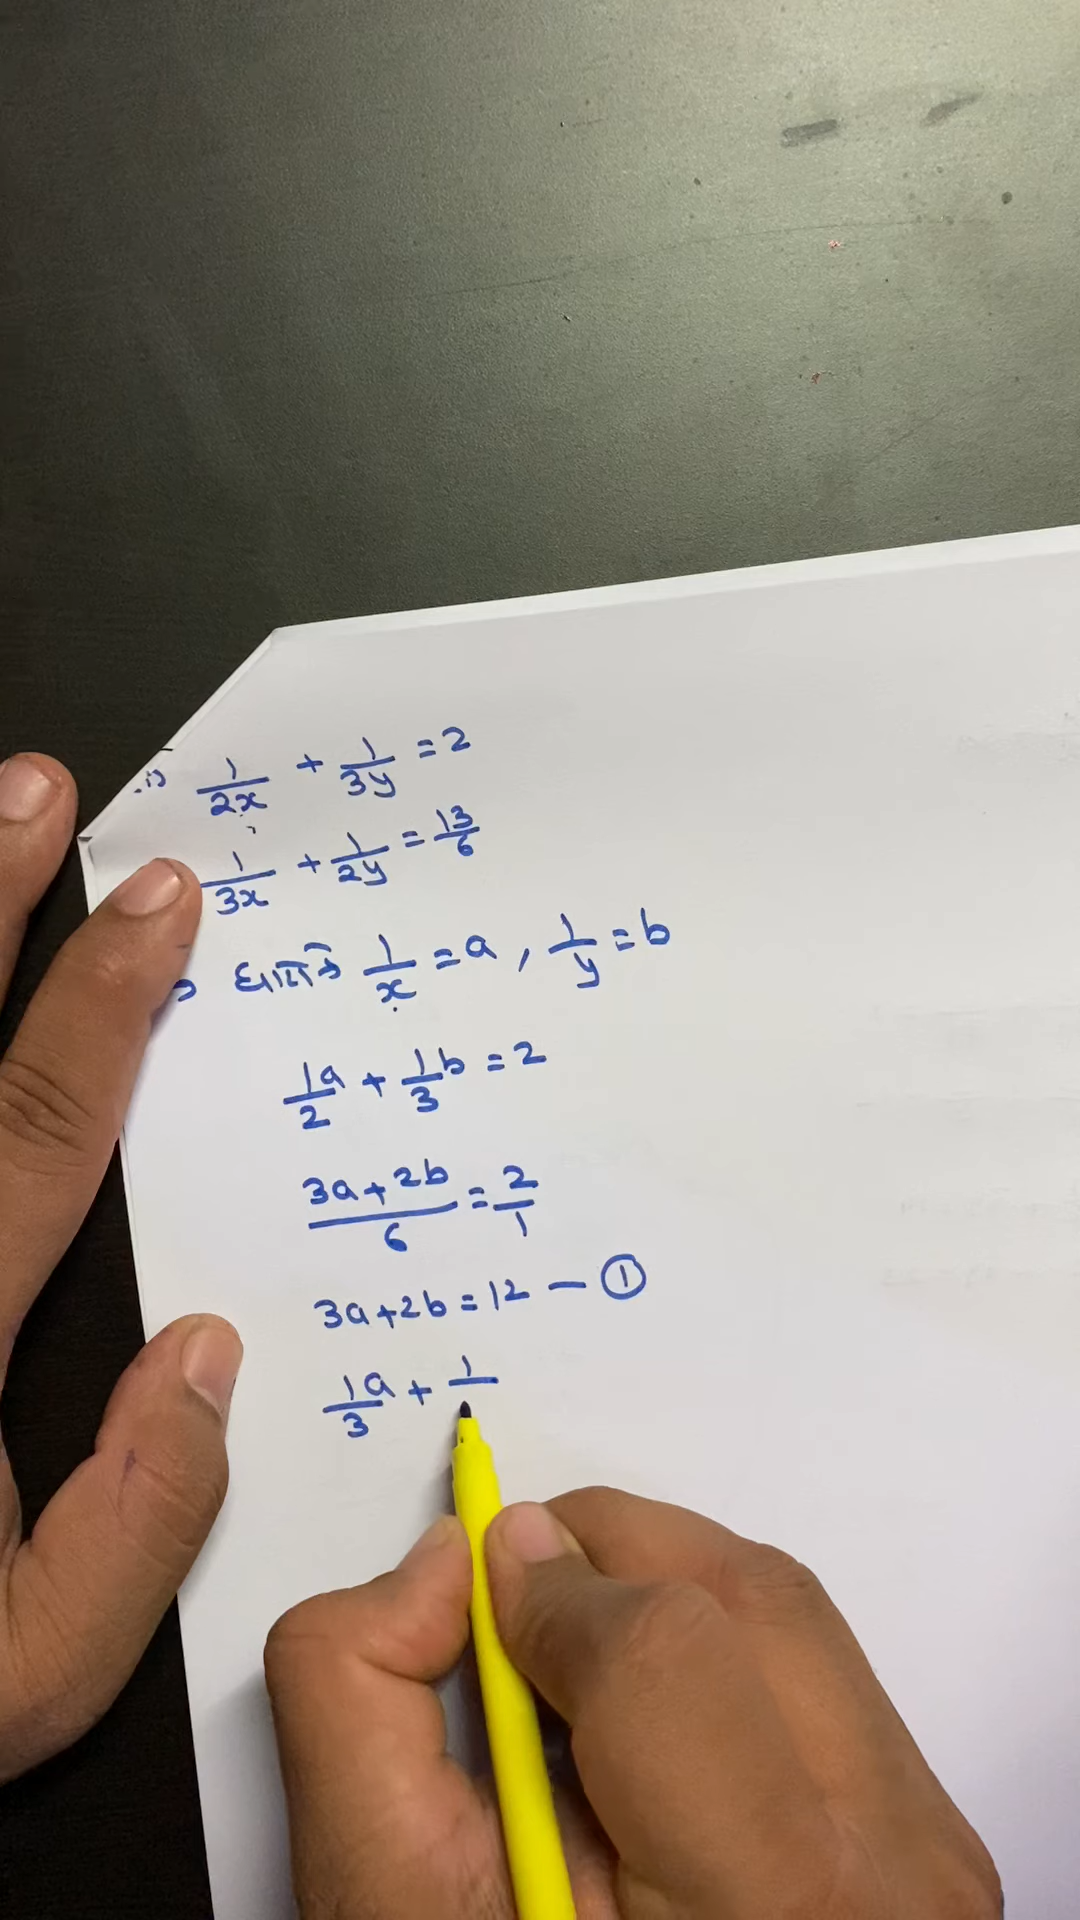 i) 1/2x + 1/3y = 2
1/3x + 1/2y = 13/6
ધારોકે 1/x = a, 1/y = b
1a/2 + 1/3 b = 2
3a+2b/6 = 2/1
3a+2b = 12 — ①
1a/3 + 1/